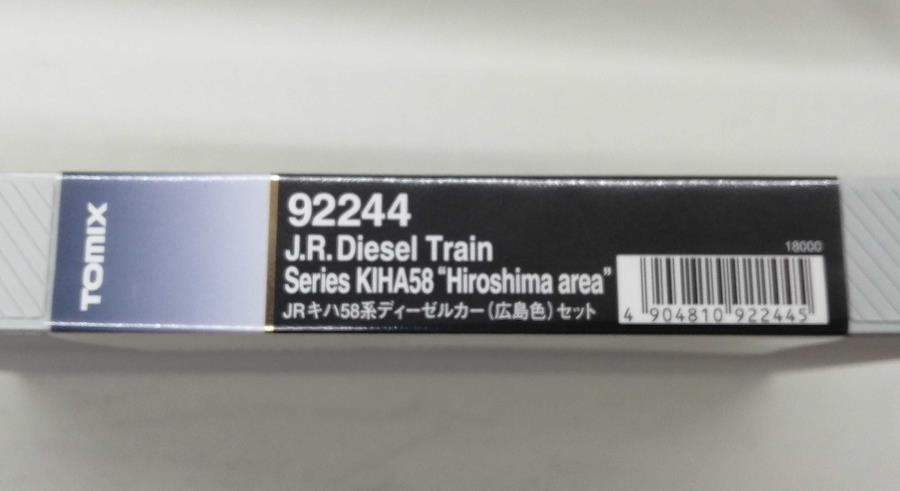 TOMIX
92244
J.R. Diesel Train
Series KIHA58 "Hiroshima area"
JRキハ58系ディーゼルカー(広島色)セット
18000
4 904810 922445